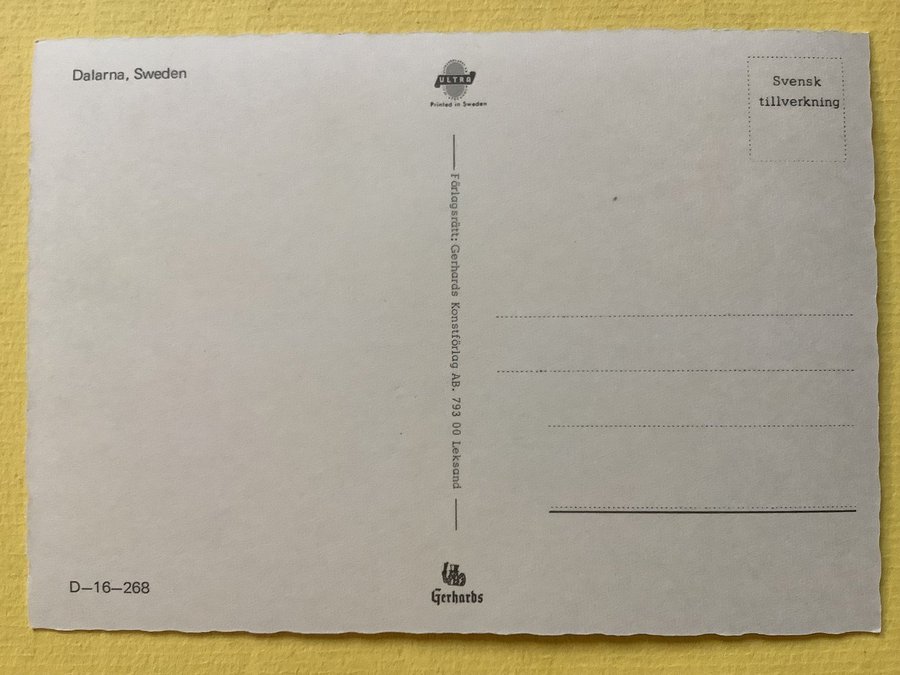 Dalarna, Sweden
ULTRA
Printed in Sweden
Svensk
tillverkning
Förlagsrätt: Gerhards Konstförlag AB. 793 00 Leksand
D—16—268
Gerhards